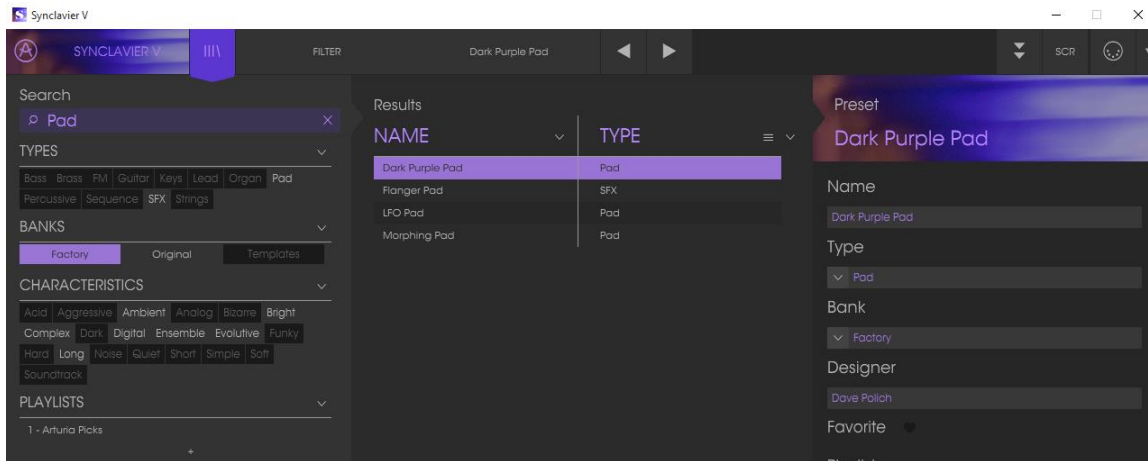 Synclavier V
SYNCLAVIER V FILTER Dark Purple Pad SCR
Search
Pad
TYPES
Bass Brass FM Guitar Keys Lead Organ Pad
Percussive Sequence SFX Strings
BANKS
Factory Original Templates
CHARACTERISTICS
Acid Aggressive Ambient Analog Bizarre Bright
Complex Dark Digital Ensemble Evolutive Funky
Hard Long Noise Quiet Short Simple Soft
Soundtrack
PLAYLISTS
1 - Arturia Picks
+
Results
NAME TYPE
Dark Purple Pad Pad
Flanger Pad SFX
LFO Pad Pad
Morphing Pad Pad
Preset
Dark Purple Pad
Name
Dark Purple Pad
Type
Pad
Bank
Factory
Designer
Dave Polich
Favorite